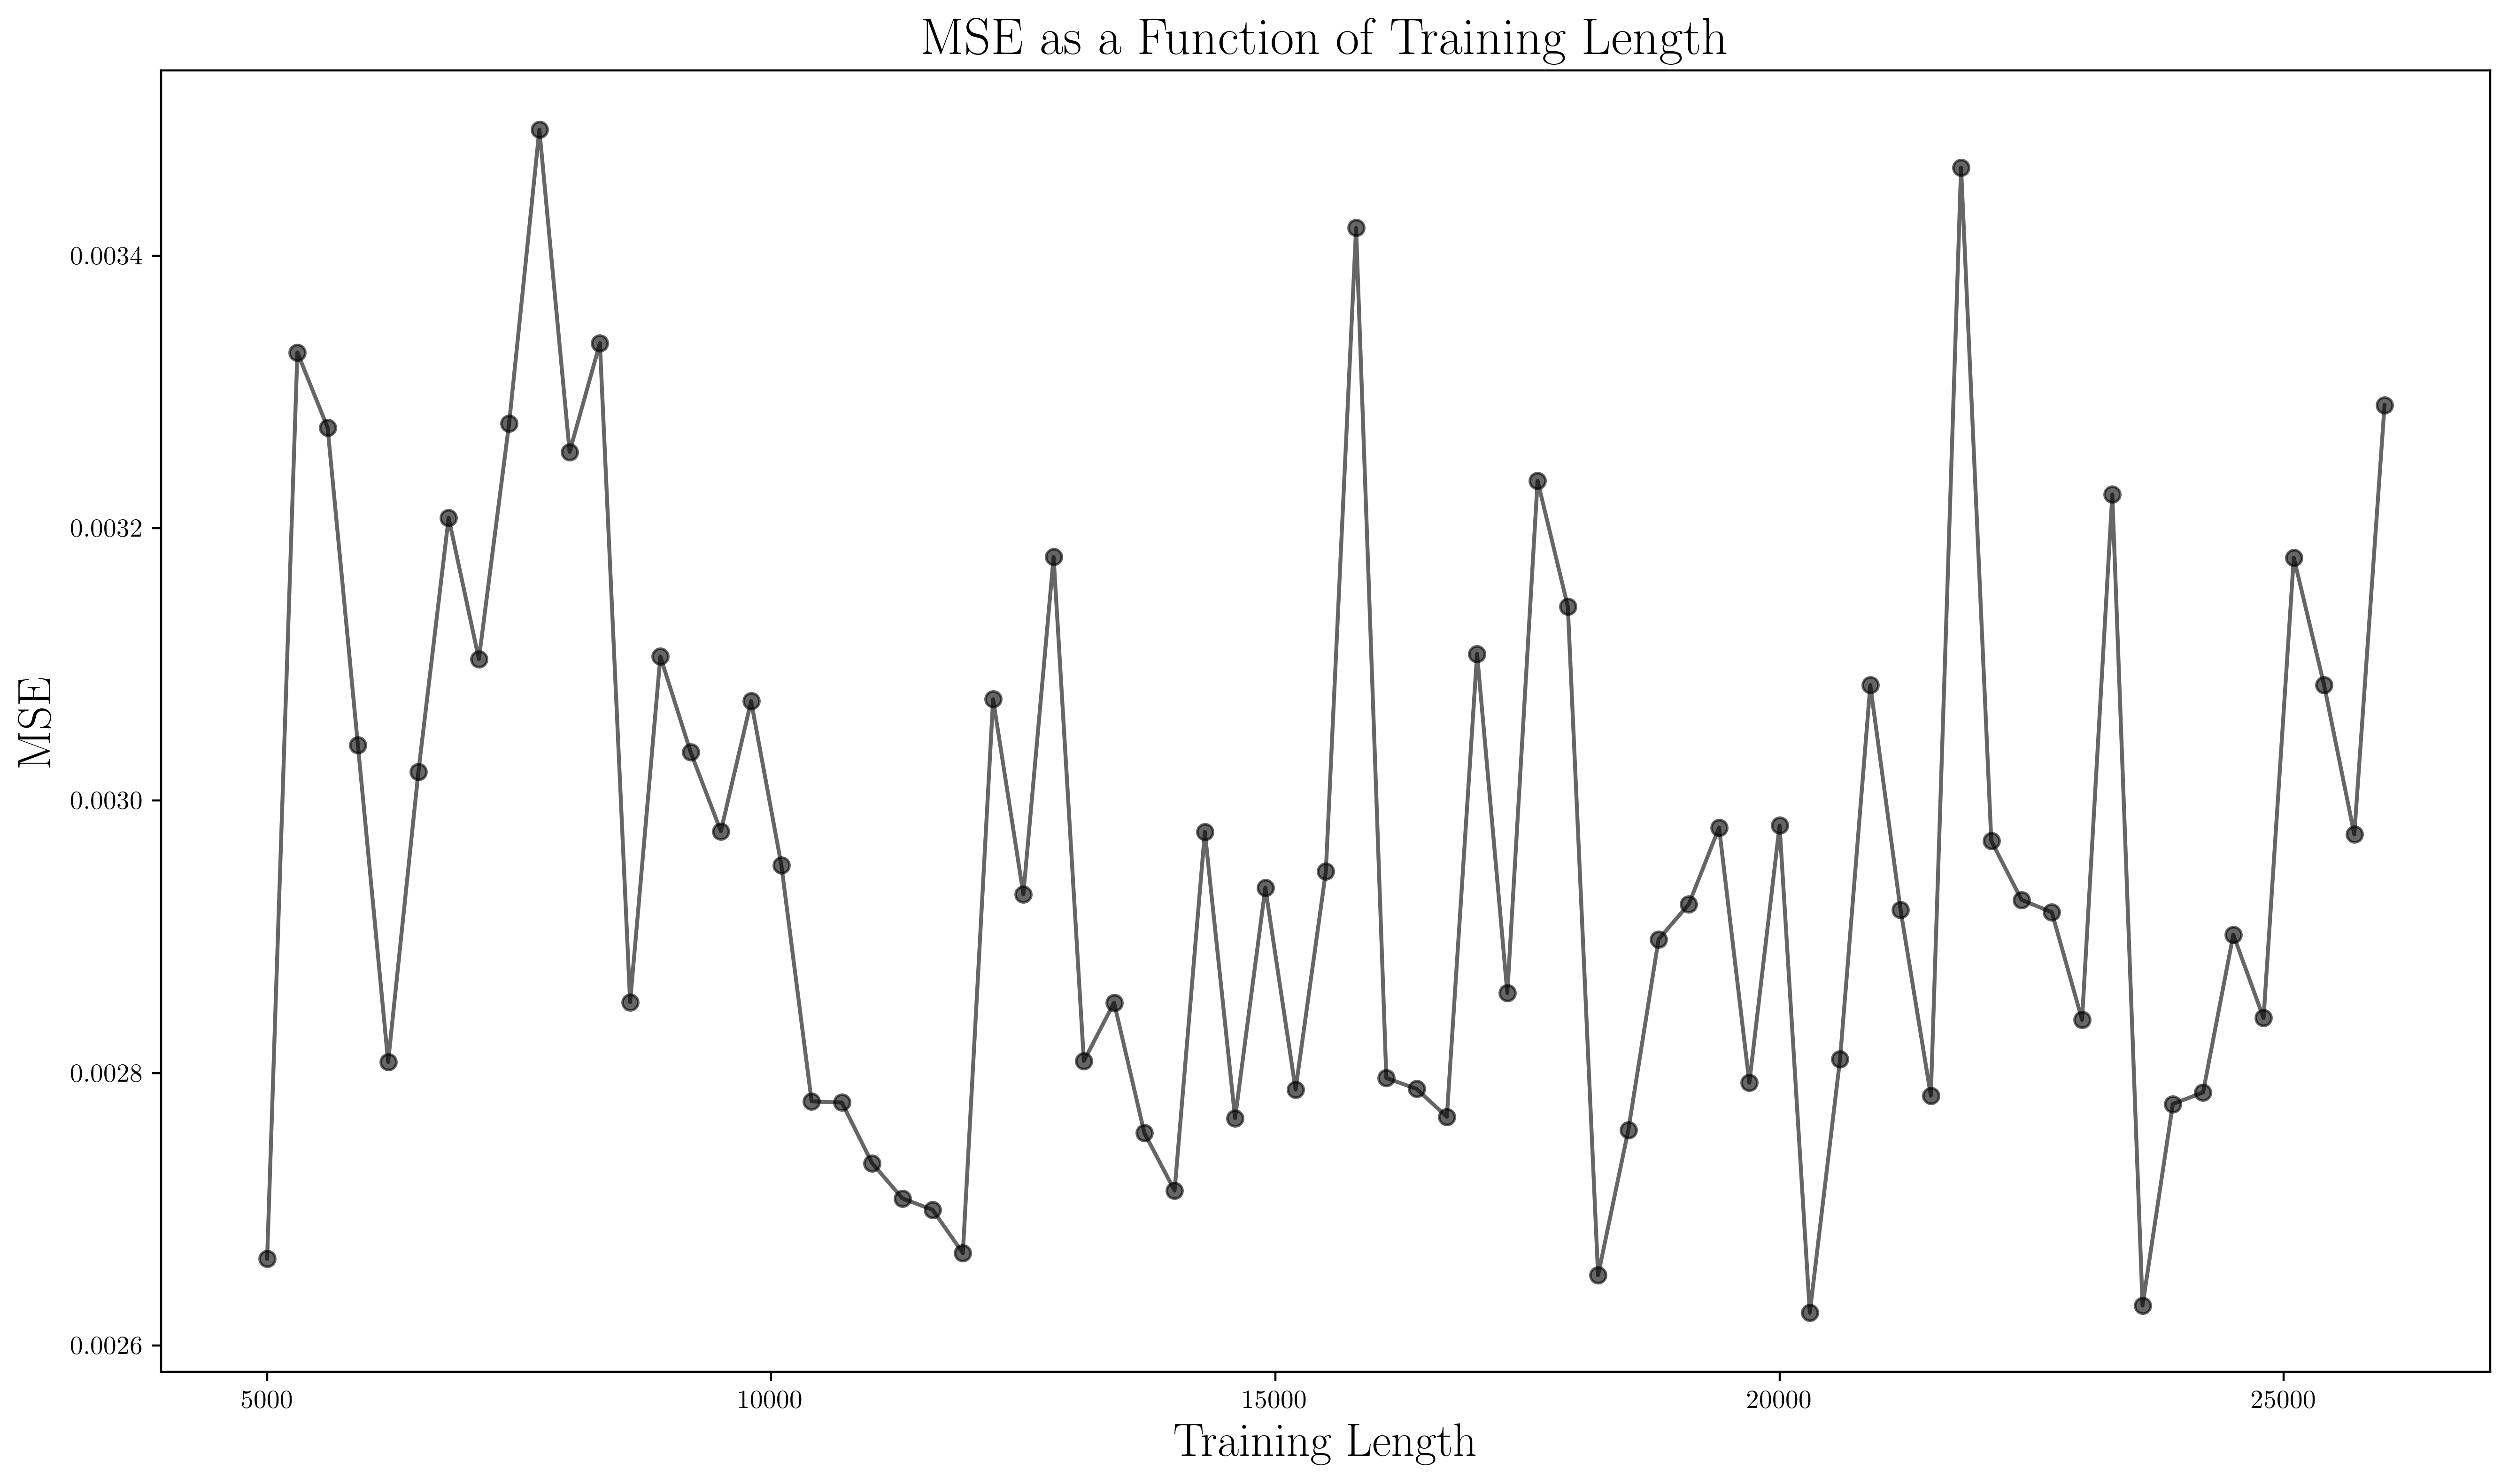 MSE as a Function of Training Length
MSE
0.0034
0.0032
0.0030
0.0028
0.0026
5000 10000 15000 20000 25000
Training Length